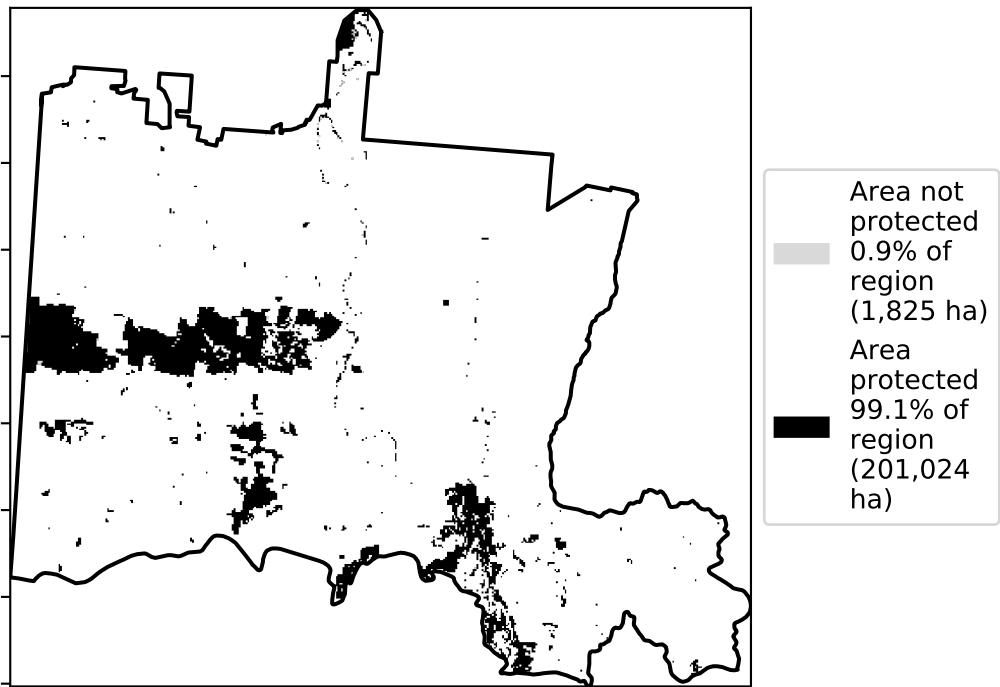 Area not
protected
0.9% of
region
(1,825 ha)
Area
protected
99.1% of
region
(201,024
ha)